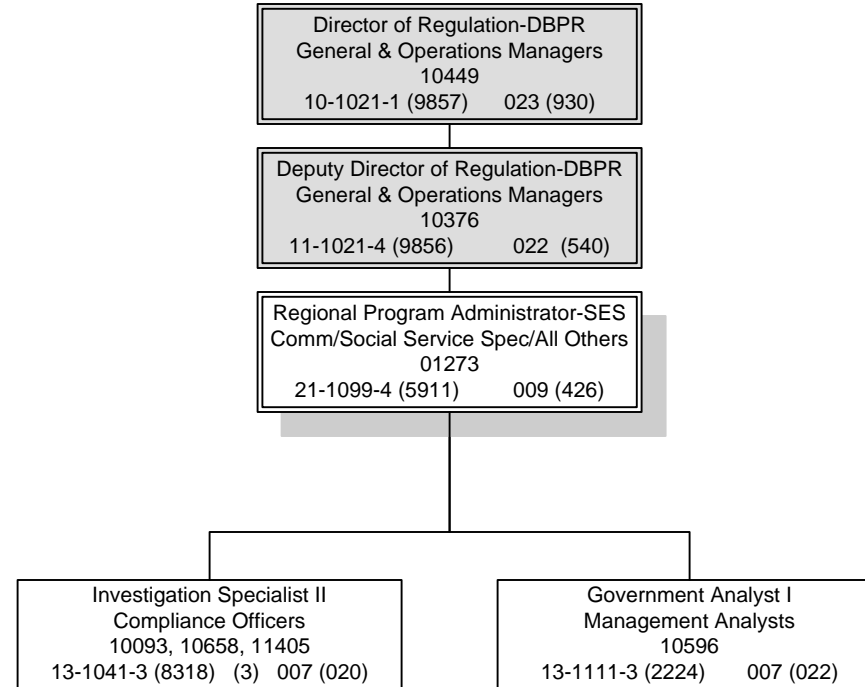 Director of Regulation-DBPR
General & Operations Managers
10449
10-1021-1 (9857) 023 (930)
Deputy Director of Regulation-DBPR
General & Operations Managers
10376
11-1021-4 (9856) 022 (540)
Regional Program Administrator-SES
Comm/Social Service Spec/All Others
01273
21-1099-4 (5911) 009 (426)
Investigation Specialist II
Compliance Officers
10093, 10658, 11405
13-1041-3 (8318) (3) 007 (020)
Government Analyst I
Management Analysts
10596
13-1111-3 (2224) 007 (022)